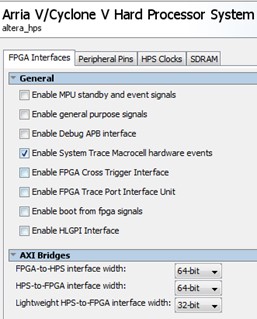 Arria V/Cyclone V Hard Processor System
altera_hps
FPGA Interfaces Peripheral Pins HPS Clocks SDRAM
General
Enable MPU standby and event signals
Enable general purpose signals
Enable Debug APB interface
Enable System Trace Macrocell hardware events
Enable FPGA Cross Trigger Interface
Enable FPGA Trace Port Interface Unit
Enable boot from fpga signals
Enable HLGPI Interface
AXI Bridges
FPGA-to-HPS interface width: 64-bit
HPS-to-FPGA interface width: 64-bit
Lightweight HPS-to-FPGA interface width: 32-bit